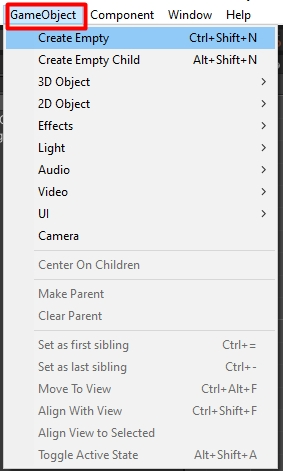 GameObject Component Window Help
Create Empty Ctrl+Shift+N
Create Empty Child Alt+Shift+N
3D Object
2D Object
Effects
Light
Audio
Video
UI
Camera
Center On Children
Make Parent
Clear Parent
Set as first sibling Ctrl+=
Set as last sibling Ctrl+-
Move To View Ctrl+Alt+F
Align With View Ctrl+Shift+F
Align View to Selected
Toggle Active State Alt+Shift+A